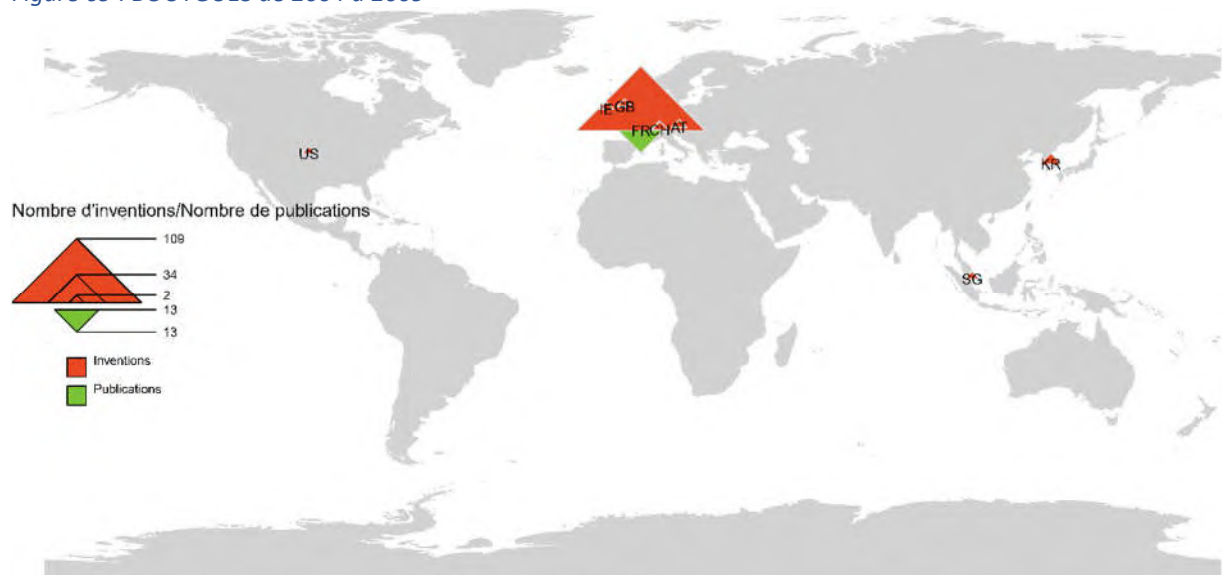 US
IE GB
FR CH AT
KR
SG
Nombre d'inventions/Nombre de publications
109
34
2
13
13
Inventions
Publications